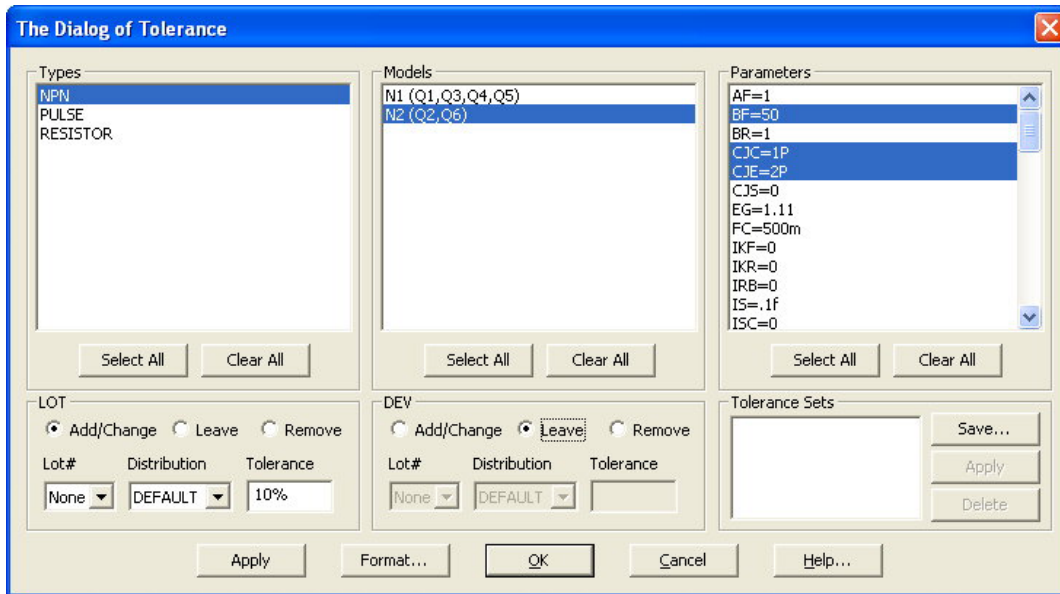 The Dialog of Tolerance
Types
NPN
PULSE
RESISTOR
Select All Clear All
Models
N1 (Q1,Q3,Q4,Q5)
N2 (Q2,Q6)
Select All Clear All
Parameters
AF=1
BF=50
BR=1
CJC=1P
CJE=2P
CJS=0
EG=1.11
FC=500m
IKF=0
IKR=0
IRB=0
IS=.1f
ISC=0
Select All Clear All
LOT
Add/Change Leave Remove
Lot# Distribution Tolerance
None DEFAULT 10%
DEV
Add/Change Leave Remove
Lot# Distribution Tolerance
None DEFAULT
Tolerance Sets
Save...
Apply
Delete
Apply Format... OK Cancel Help...